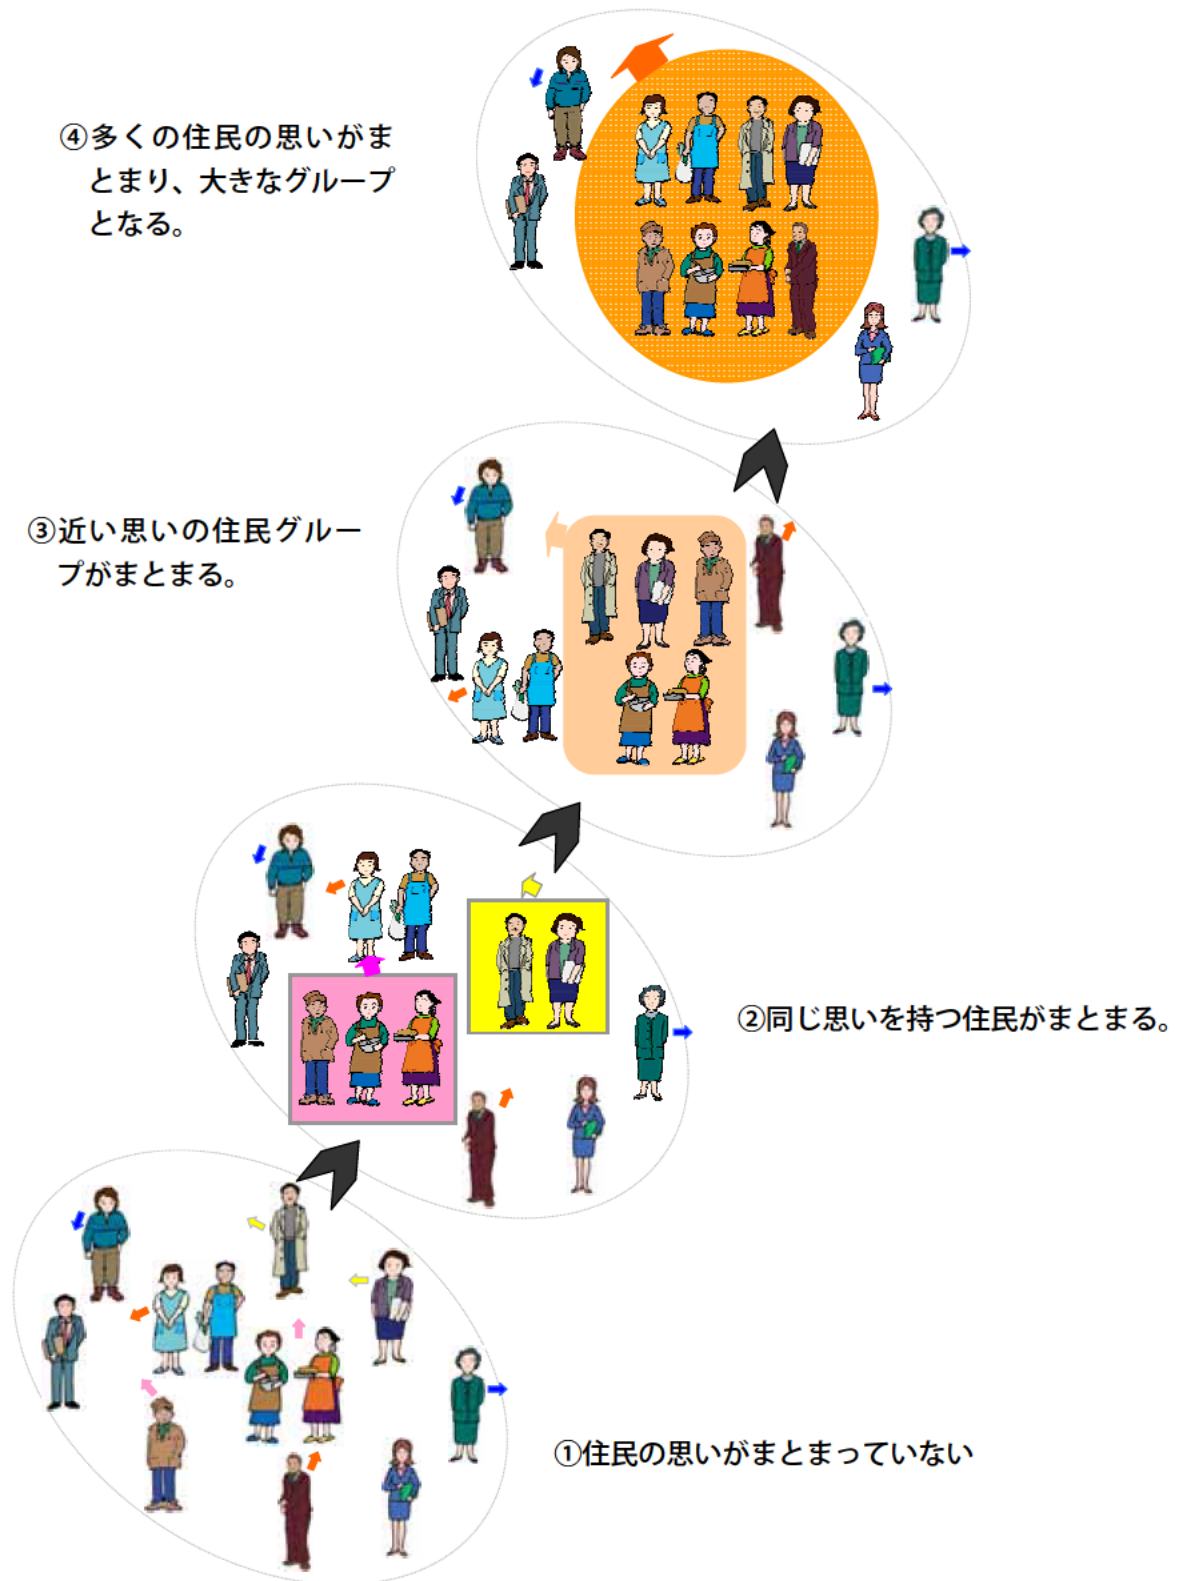 ④多くの住民の思いがま
とまり、大きなグループ
となる。
③近い思いの住民グルー
プがまとまる。
②同じ思いを持つ住民がまとまる。
①住民の思いがまとまっていない